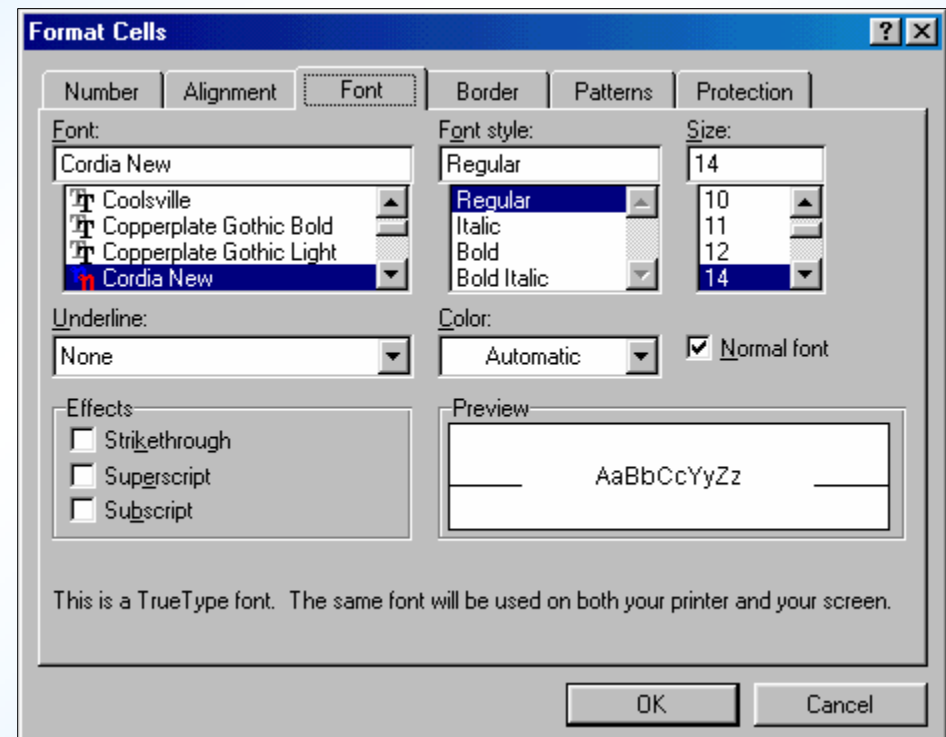 Format Cells
Number Alignment Font Border Patterns Protection
Font: Font style: Size:
Cordia New Regular 14
Coolsville Regular 10
Copperplate Gothic Bold Italic 11
Copperplate Gothic Light Bold 12
Cordia New Bold Italic 14
Underline: Color:
None Automatic Normal font
Effects Preview
Strikethrough
Superscript AaBbCcYyZz
Subscript
This is a TrueType font. The same font will be used on both your printer and your screen.
OK Cancel